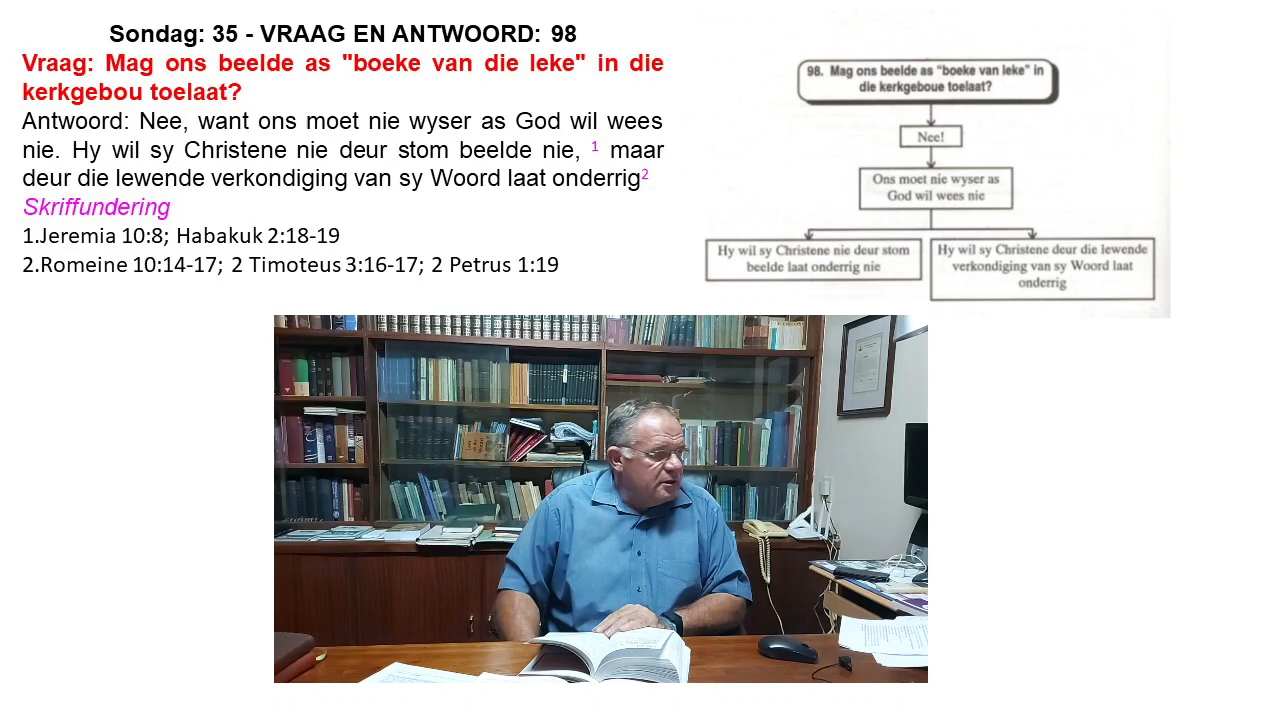 Sondag: 35 - VRAAG EN ANTWOORD: 98
Vraag: Mag ons beelde as "boeke van die leke" in die
kerkgebou toelaat?
Antwoord: Nee, want ons moet nie wyser as God wil wees
nie. Hy wil sy Christene nie deur stom beelde nie, 1 maar
deur die lewende verkondiging van sy Woord laat onderrig2
Skriffundering
1.Jeremia 10:8; Habakuk 2:18-19
2.Romeine 10:14-17; 2 Timoteus 3:16-17; 2 Petrus 1:19
98. Mag ons beelde as "boeke van leke" in
die kerkgeboue toelaat?
Nee!
Ons moet nie wyser as
God wil wees nie
Hy wil sy Christene nie deur stom
beelde laat onderrig nie
Hy wil sy Christene deur die lewende
verkondiging van sy Woord laat
onderrig